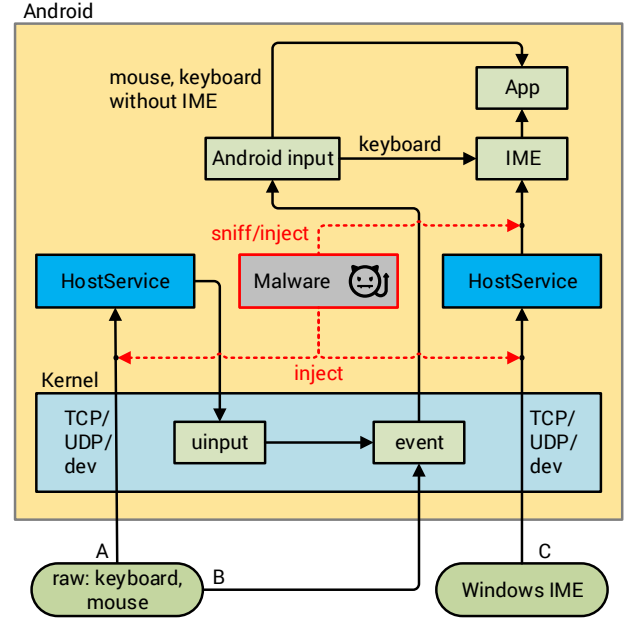 Android
mouse, keyboard
without IME
App
Android input
keyboard
IME
sniff/inject
HostService
Malware
HostService
inject
Kernel
TCP/
UDP/
dev
uinput
event
TCP/
UDP/
dev
A
B
C
raw: keyboard,
mouse
Windows IME